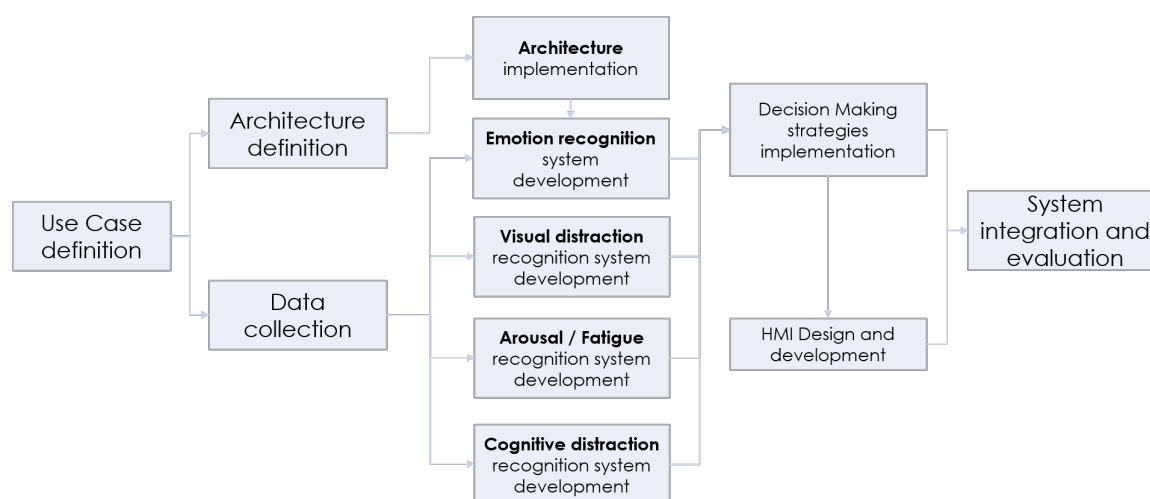 Use Case
definition
Architecture
definition
Data
collection
Architecture
implementation
Emotion recognition
system
development
Visual distraction
recognition system
development
Arousal / Fatigue
recognition system
development
Cognitive distraction
recognition system
development
Decision Making
strategies
implementation
HMI Design and
development
System
integration and
evaluation